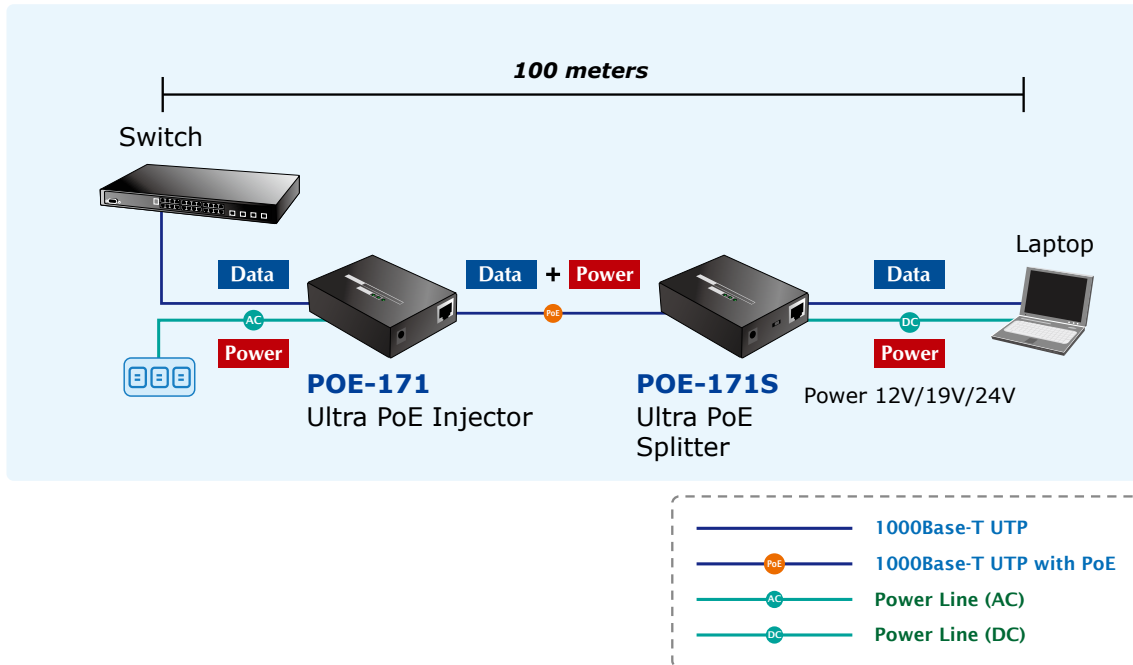 100 meters
Switch
Laptop
Data
Data + Power
Data
AC
PoE
DC
Power
Power
POE-171
Ultra PoE Injector
POE-171S
Ultra PoE
Splitter
Power 12V/19V/24V
1000Base-T UTP
PoE
1000Base-T UTP with PoE
AC
Power Line (AC)
DC
Power Line (DC)